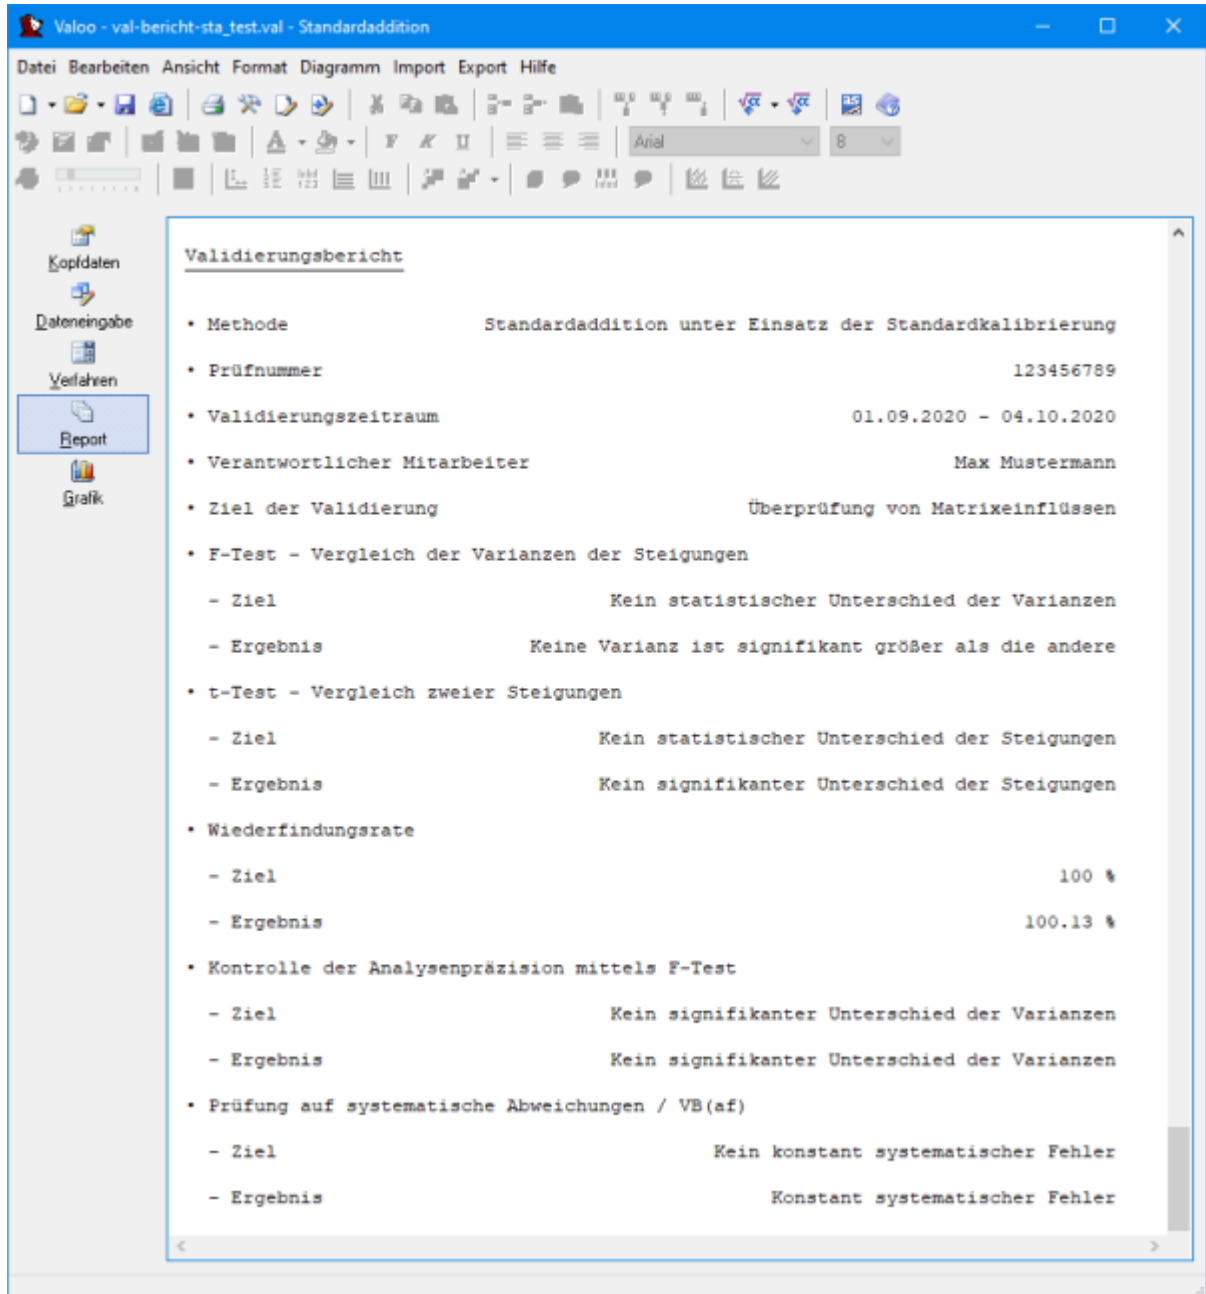 Valoo - val-bericht-sta_test.val - Standardaddition
Datei Bearbeiten Ansicht Format Diagramm Import Export Hilfe
Arial 8
Kopfdaten
Dateneingabe
Verfahren
Report
Grafik
Validierungsbericht
• Methode Standardaddition unter Einsatz der Standardkalibrierung
• Prüfnummer 123456789
• Validierungszeitraum 01.09.2020 - 04.10.2020
• Verantwortlicher Mitarbeiter Max Mustermann
• Ziel der Validierung Überprüfung von Matrixeinflüssen
• F-Test - Vergleich der Varianzen der Steigungen
- Ziel Kein statistischer Unterschied der Varianzen
- Ergebnis Keine Varianz ist signifikant größer als die andere
• t-Test - Vergleich zweier Steigungen
- Ziel Kein statistischer Unterschied der Steigungen
- Ergebnis Kein signifikanter Unterschied der Steigungen
• Wiederfindungsrate
- Ziel 100 %
- Ergebnis 100.13 %
• Kontrolle der Analysenpräzision mittels F-Test
- Ziel Kein signifikanter Unterschied der Varianzen
- Ergebnis Kein signifikanter Unterschied der Varianzen
• Prüfung auf systematische Abweichungen / VB(af)
- Ziel Kein konstant systematischer Fehler
- Ergebnis Konstant systematischer Fehler